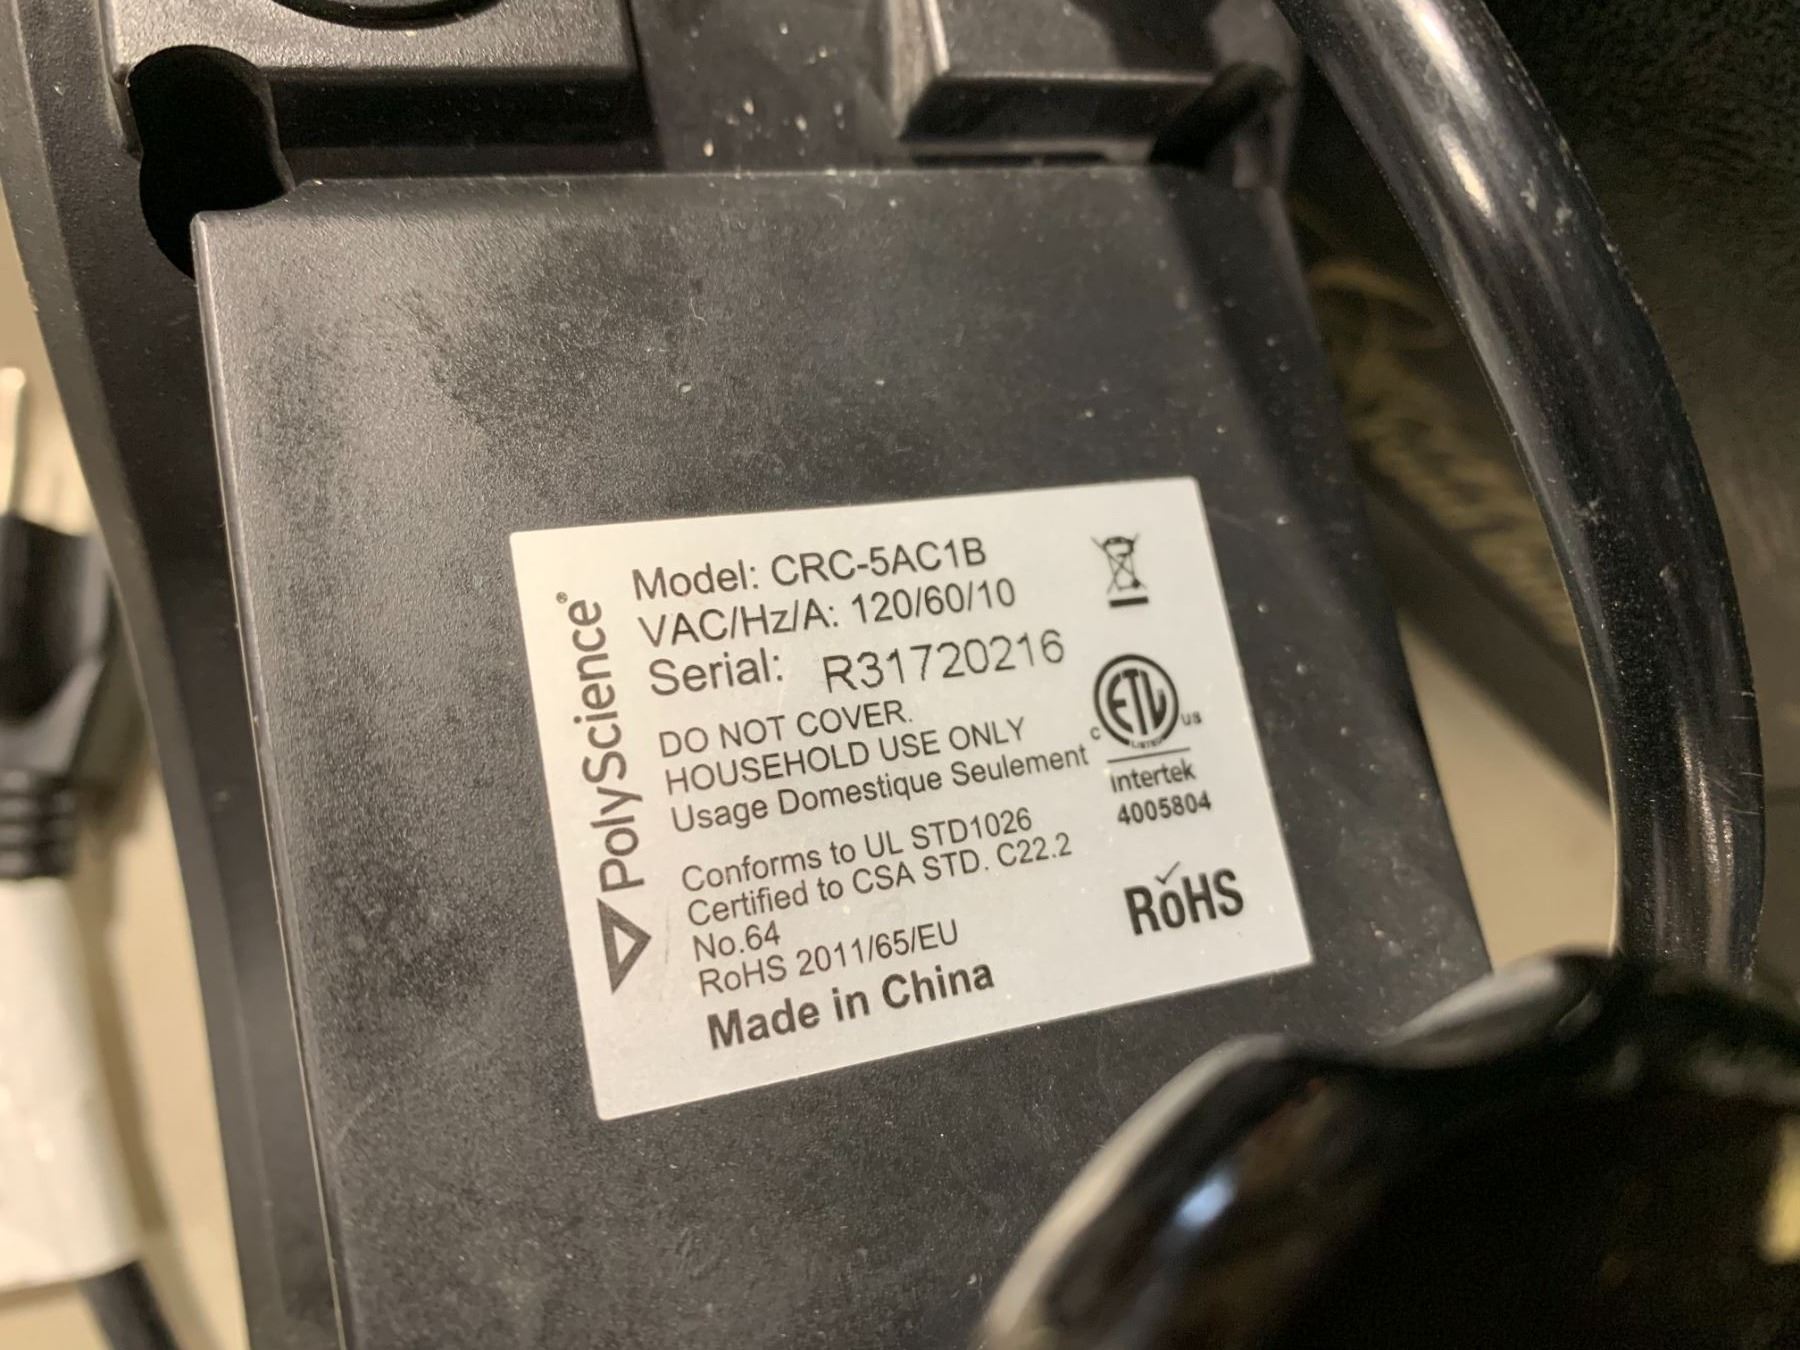 PolyScience®
Model: CRC-5AC1B
VAC/Hz/A: 120/60/10
Serial: R31720216
DO NOT COVER.
HOUSEHOLD USE ONLY
Usage Domestique Seulement
Conforms to UL STD1026
Certified to CSA STD. C22.2
No.64
RoHS 2011/65/EU
Made in China
ETL
LISTED
C US
Intertek
4005804
RoHS